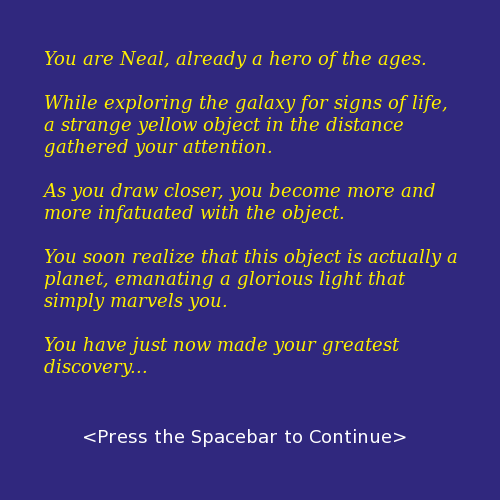 You are Neal, already a hero of the ages.
While exploring the galaxy for signs of life,
a strange yellow object in the distance
gathered your attention.
As you draw closer, you become more and
more infatuated with the object.
You soon realize that this object is actually a
planet, emanating a glorious light that
simply marvels you.
You have just now made your greatest
discovery...
<Press the Spacebar to Continue>